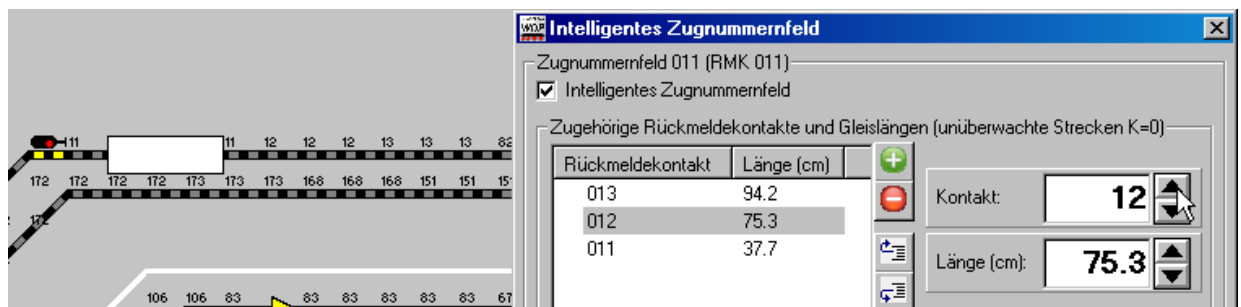 Intelligentes Zugnummernfeld
Zugnummernfeld 011 (RMK 011)
Intelligentes Zugnummernfeld
Zugehörige Rückmeldekontakte und Gleislängen (unüberwachte Strecken K=0)
Rückmeldekontakt Länge (cm)
013 94.2
012 75.3
011 37.7
Kontakt: 12
Länge (cm): 75.3
11 11 12 12 12 13 13 13 82
172 172 172 172 173 173 173 168 168 168 151 151 15
172
106 106 83 83 83 83 83 83 67